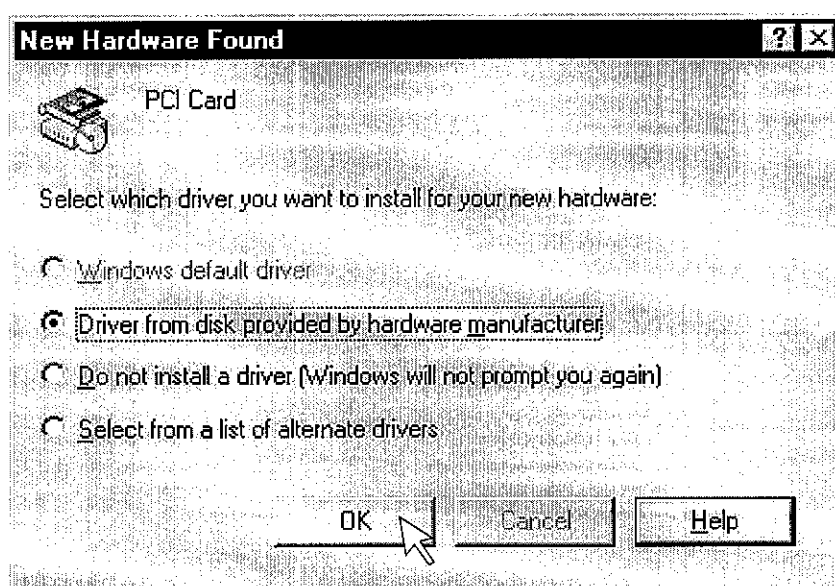 New Hardware Found
PCI Card
Select which driver you want to install for your new hardware:
Windows default driver
Driver from disk provided by hardware manufacturer
Do not install a driver (Windows will not prompt you again)
Select from a list of alternate drivers
OK Cancel Help